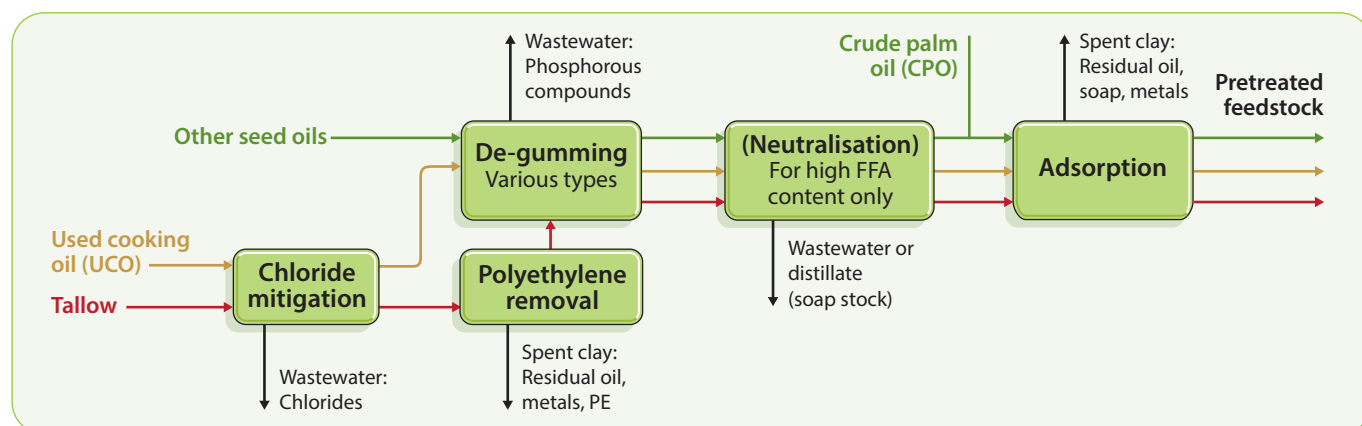 Wastewater:
Phosphorous
compounds
Crude palm
oil (CPO)
Spent clay:
Residual oil,
soap, metals
Pretreated
feedstock
Other seed oils
De-gumming
Various types
(Neutralisation)
For high FFA
content only
Adsorption
Used cooking
oil (UCO)
Tallow
Chloride
mitigation
Polyethylene
removal
Wastewater or
distillate
(soap stock)
Wastewater:
Chlorides
Spent clay:
Residual oil,
metals, PE